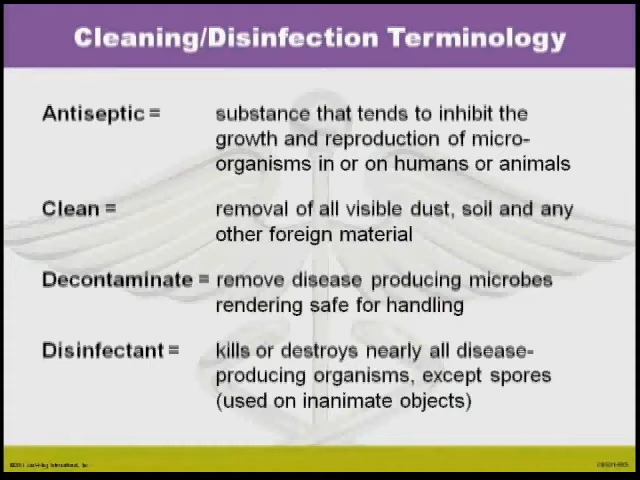 Cleaning/Disinfection Terminology
Antiseptic = substance that tends to inhibit the
growth and reproduction of micro-
organisms in or on humans or animals
Clean = removal of all visible dust, soil and any
other foreign material
Decontaminate = remove disease producing microbes
rendering safe for handling
Disinfectant = kills or destroys nearly all disease-
producing organisms, except spores
(used on inanimate objects)